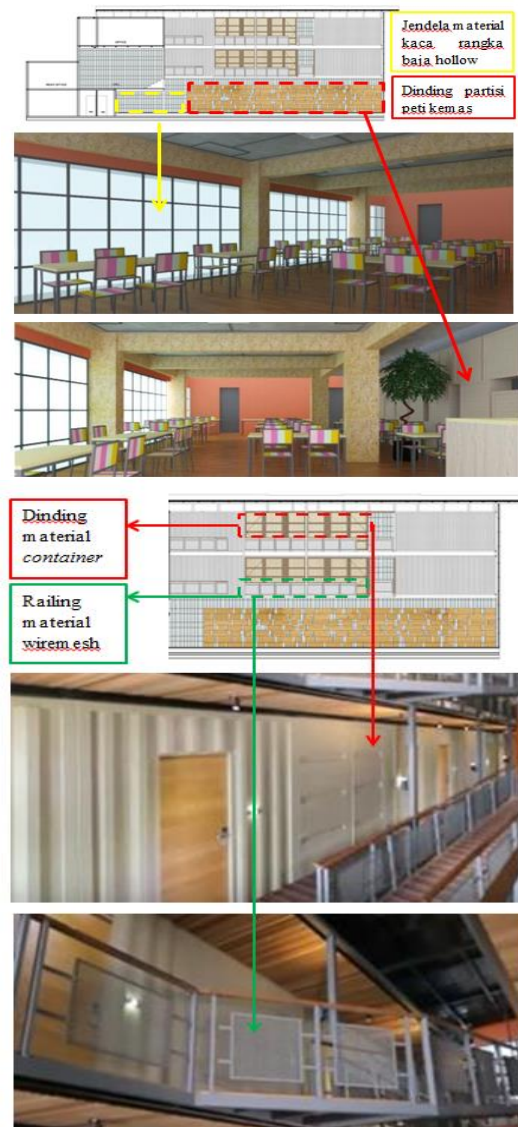 Jendela material
kaca rangka
baja hollow
Dinding partisi
peti kemas
Dinding
material
container
Railing
material
wiremesh